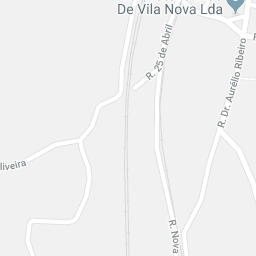 De Vila Nova Lda
R. 25 de Abril
R. Dr. Aurélio Ribeiro
liveira
R. Nova